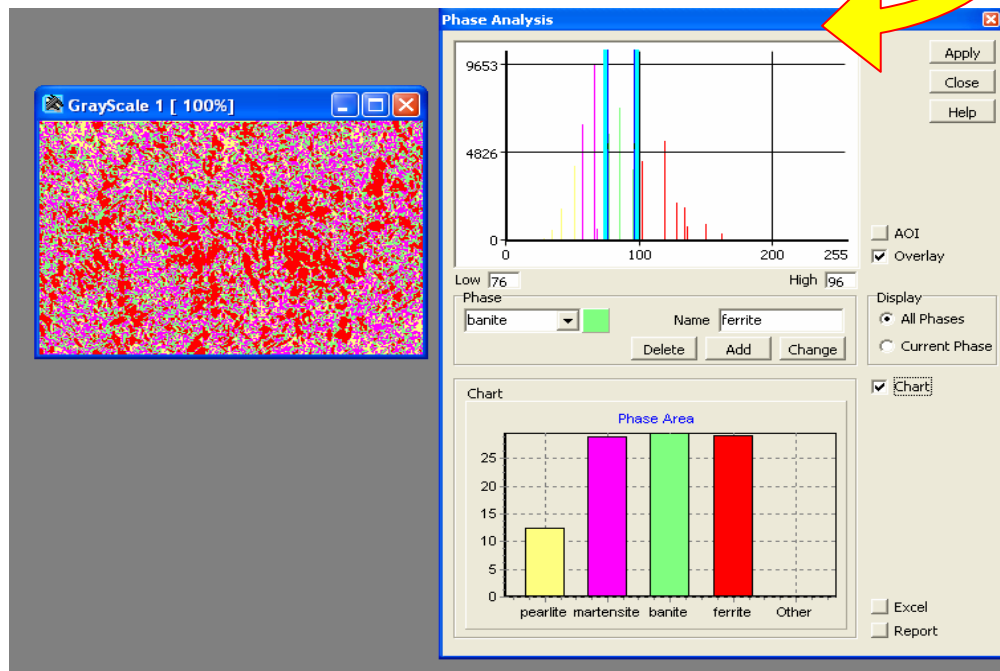 Phase Analysis
GrayScale 1 [ 100%]
9653
4826
0
0 100 200 255
Low 76 High 96
Apply
Close
Help
AOI
Overlay
Phase
banite Name ferrite
Delete Add Change
Display
All Phases
Current Phase
Chart
Chart
Phase Area
25
20
15
10
5
0
pearlite martensite banite ferrite Other
Excel
Report